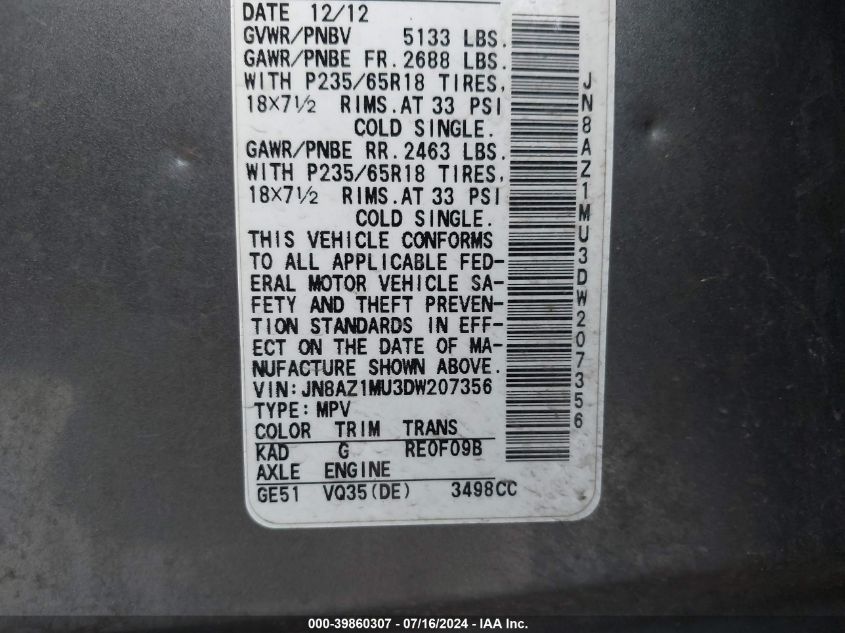 DATE 12/12
GVWR/PNBV 5133 LBS.
GAWR/PNBE FR. 2688 LBS.
WITH P235/65R18 TIRES,
18×7½ RIMS.AT 33 PSI
COLD SINGLE.
GAWR/PNBE RR. 2463 LBS.
WITH P235/65R18 TIRES,
18×7½ RIMS.AT 33 PSI
COLD SINGLE.
THIS VEHICLE CONFORMS
TO ALL APPLICABLE FED-
ERAL MOTOR VEHICLE SA-
FETY AND THEFT PREVEN-
TION STANDARDS IN EFF-
ECT ON THE DATE OF MA-
NUFACTURE SHOWN ABOVE.
VIN:JN8AZ1MU3DW207356
TYPE:MPV
COLOR TRIM TRANS
KAD G RE0F09B
AXLE ENGINE
GE51 VQ35(DE) 3498CC
JN8AZ1MU3DW207356
000-39860307 - 07/16/2024 - IAA Inc.